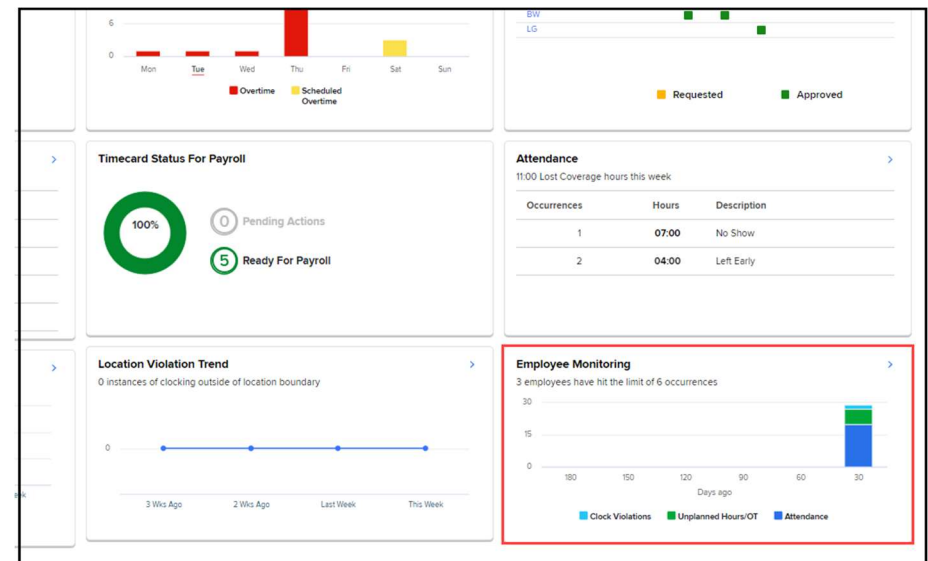 6
0
Mon Tue Wed Thu Fri Sat Sun
Overtime Scheduled
Overtime
BW
LG
Requested Approved
Timecard Status For Payroll
100%
0 Pending Actions
5 Ready For Payroll
Attendance
11:00 Lost Coverage hours this week
Occurrences Hours Description
1 07:00 No Show
2 04:00 Left Early
Location Violation Trend
0 instances of clocking outside of location boundary
0
3 Wks Ago 2 Wks Ago Last Week This Week
Employee Monitoring
3 employees have hit the limit of 6 occurrences
30
15
0
180 150 120 90 60 30
Days ago
Clock Violations Unplanned Hours/OT Attendance